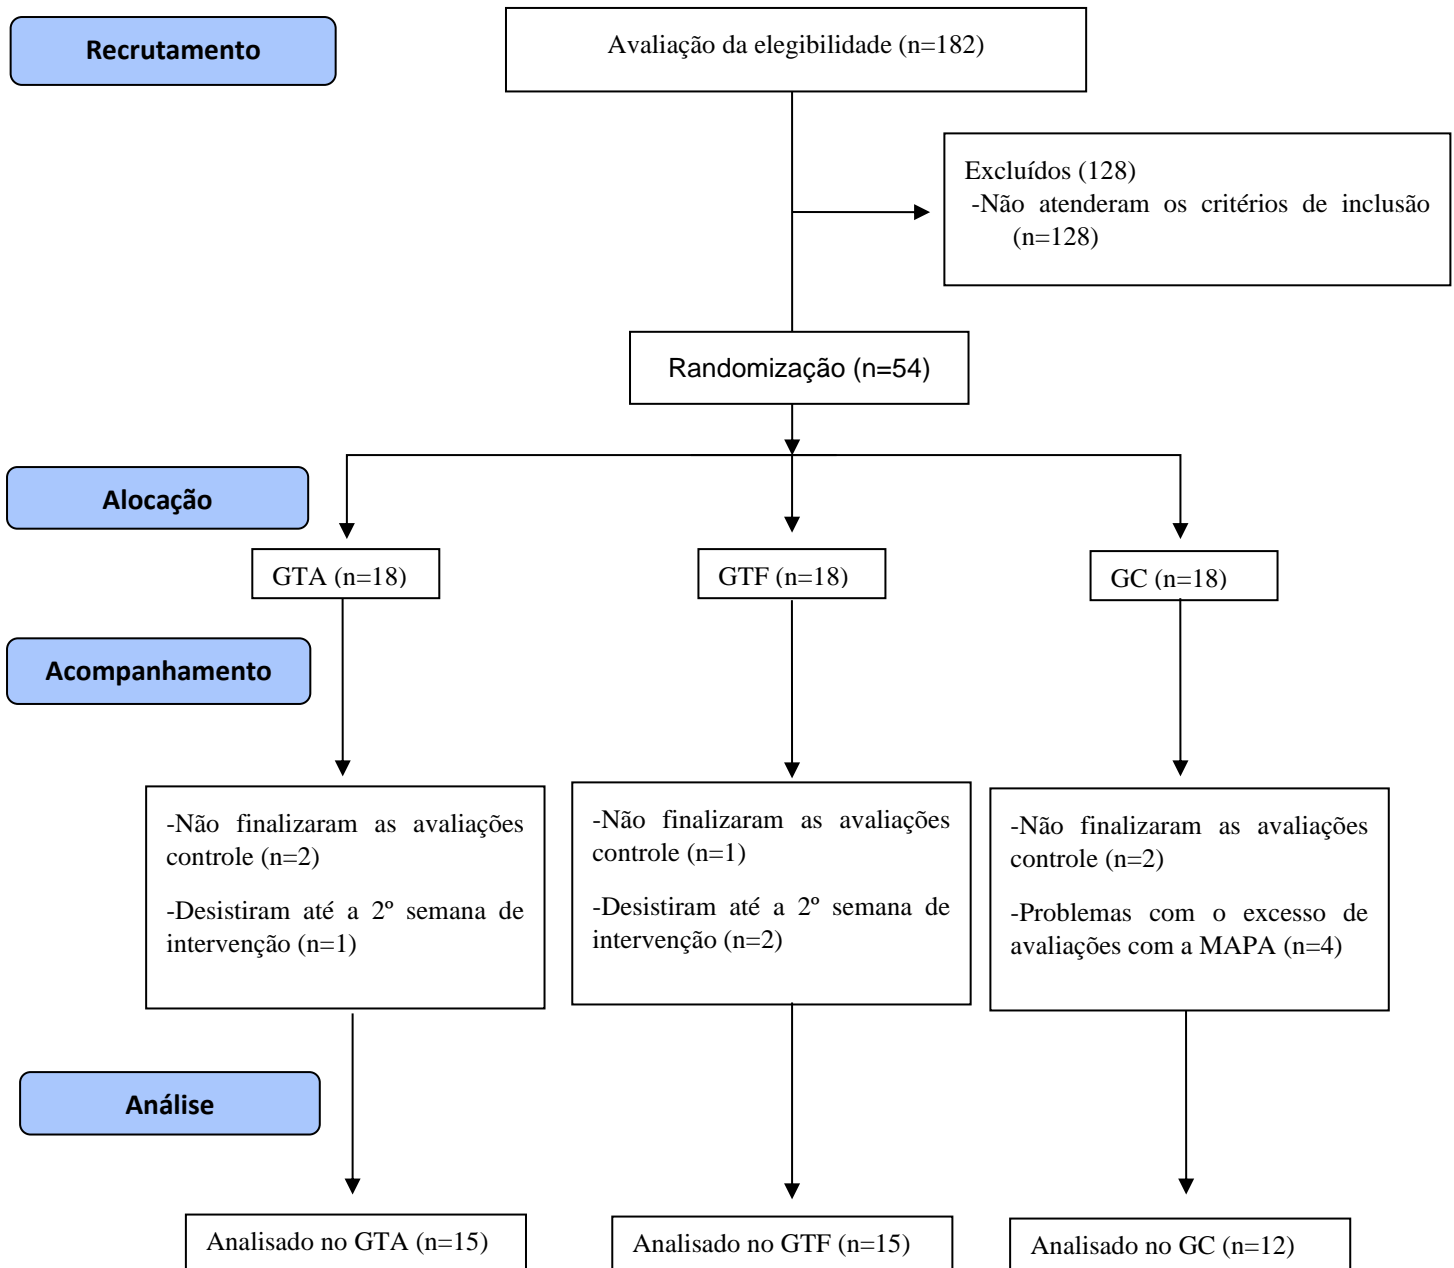 Recrutamento
Avaliação da elegibilidade (n=182)
Excluídos (128)
-Não atenderam os critérios de inclusão
(n=128)
Randomização (n=54)
Alocação
GTA (n=18)
GTF (n=18)
GC (n=18)
Acompanhamento
-Não finalizaram as avaliações
controle (n=2)
-Desistiram até a 2º semana de
intervenção (n=1)
-Não finalizaram as avaliações
controle (n=1)
-Desistiram até a 2º semana de
intervenção (n=2)
-Não finalizaram as avaliações
controle (n=2)
-Problemas com o excesso de
avaliações com a MAPA (n=4)
Análise
Analisado no GTA (n=15)
Analisado no GTF (n=15)
Analisado no GC (n=12)